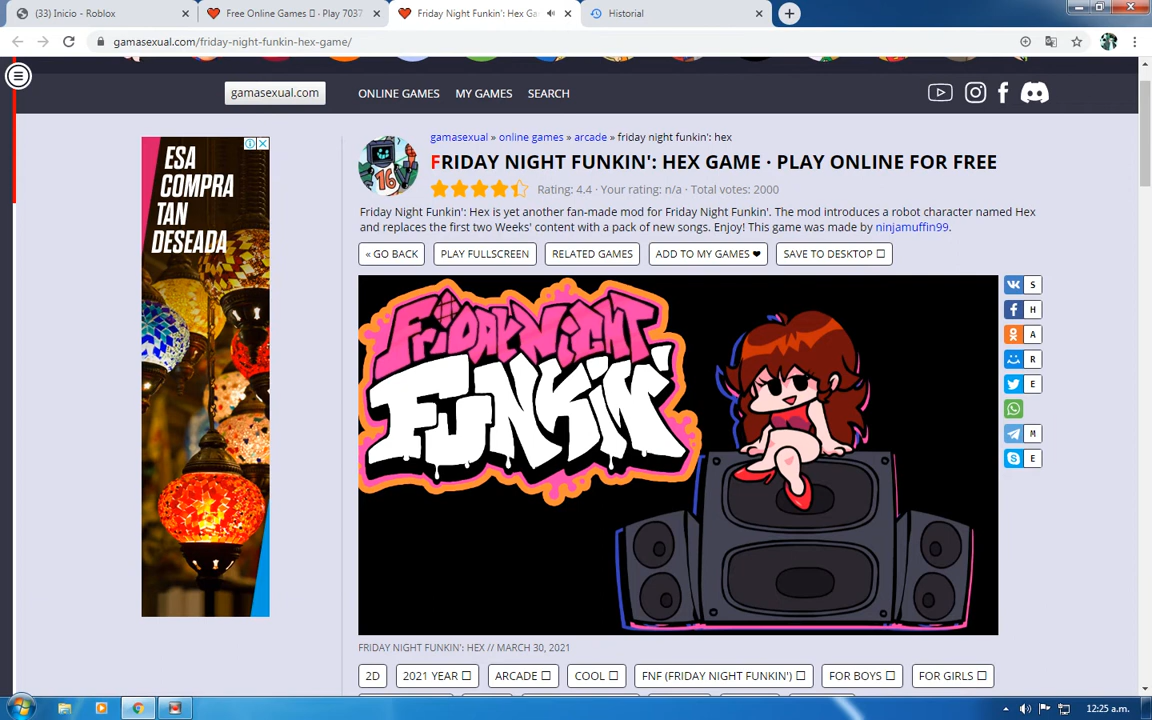 (33) Inicio - Roblox
Free Online Games · Play 7037
Friday Night Funkin': Hex Ga
Historial
gamasexual.com/friday-night-funkin-hex-game/
gamasexual.com
ONLINE GAMES
MY GAMES
SEARCH
gamasexual » online games » arcade » friday night funkin': hex
FRIDAY NIGHT FUNKIN': HEX GAME · PLAY ONLINE FOR FREE
16
Rating: 4.4 · Your rating: n/a · Total votes: 2000
Friday Night Funkin': Hex is yet another fan-made mod for Friday Night Funkin'. The mod introduces a robot character named Hex
and replaces the first two Weeks' content with a pack of new songs. Enjoy! This game was made by ninjamuffin99.
« GO BACK
PLAY FULLSCREEN
RELATED GAMES
ADD TO MY GAMES ❤
SAVE TO DESKTOP
ESA
COMPRA
TAN
DESEADA
FRIDAY NIGHT
FUNKIN'
S
H
A
R
E
M
E
FRIDAY NIGHT FUNKIN': HEX // MARCH 30, 2021
2D
2021 YEAR
ARCADE
COOL
FNF (FRIDAY NIGHT FUNKIN')
FOR BOYS
FOR GIRLS
12:25 a.m.